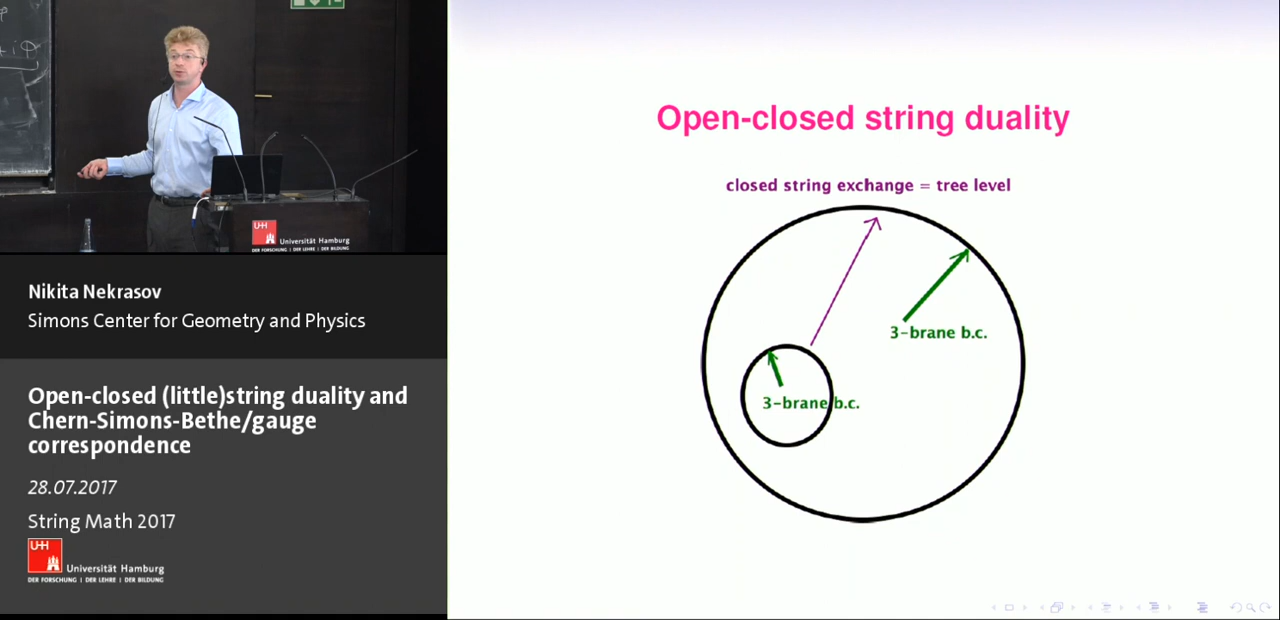 UH
Universität Hamburg
DER FORSCHUNG | DER LEHRE | DER BILDUNG
Nikita Nekrasov
Simons Center for Geometry and Physics
Open-closed (little)string duality and
Chern-Simons-Bethe/gauge
correspondence
28.07.2017
String Math 2017
UH
Universität Hamburg
DER FORSCHUNG | DER LEHRE | DER BILDUNG
Open-closed string duality
closed string exchange = tree level
3-brane b.c.
3-brane b.c.